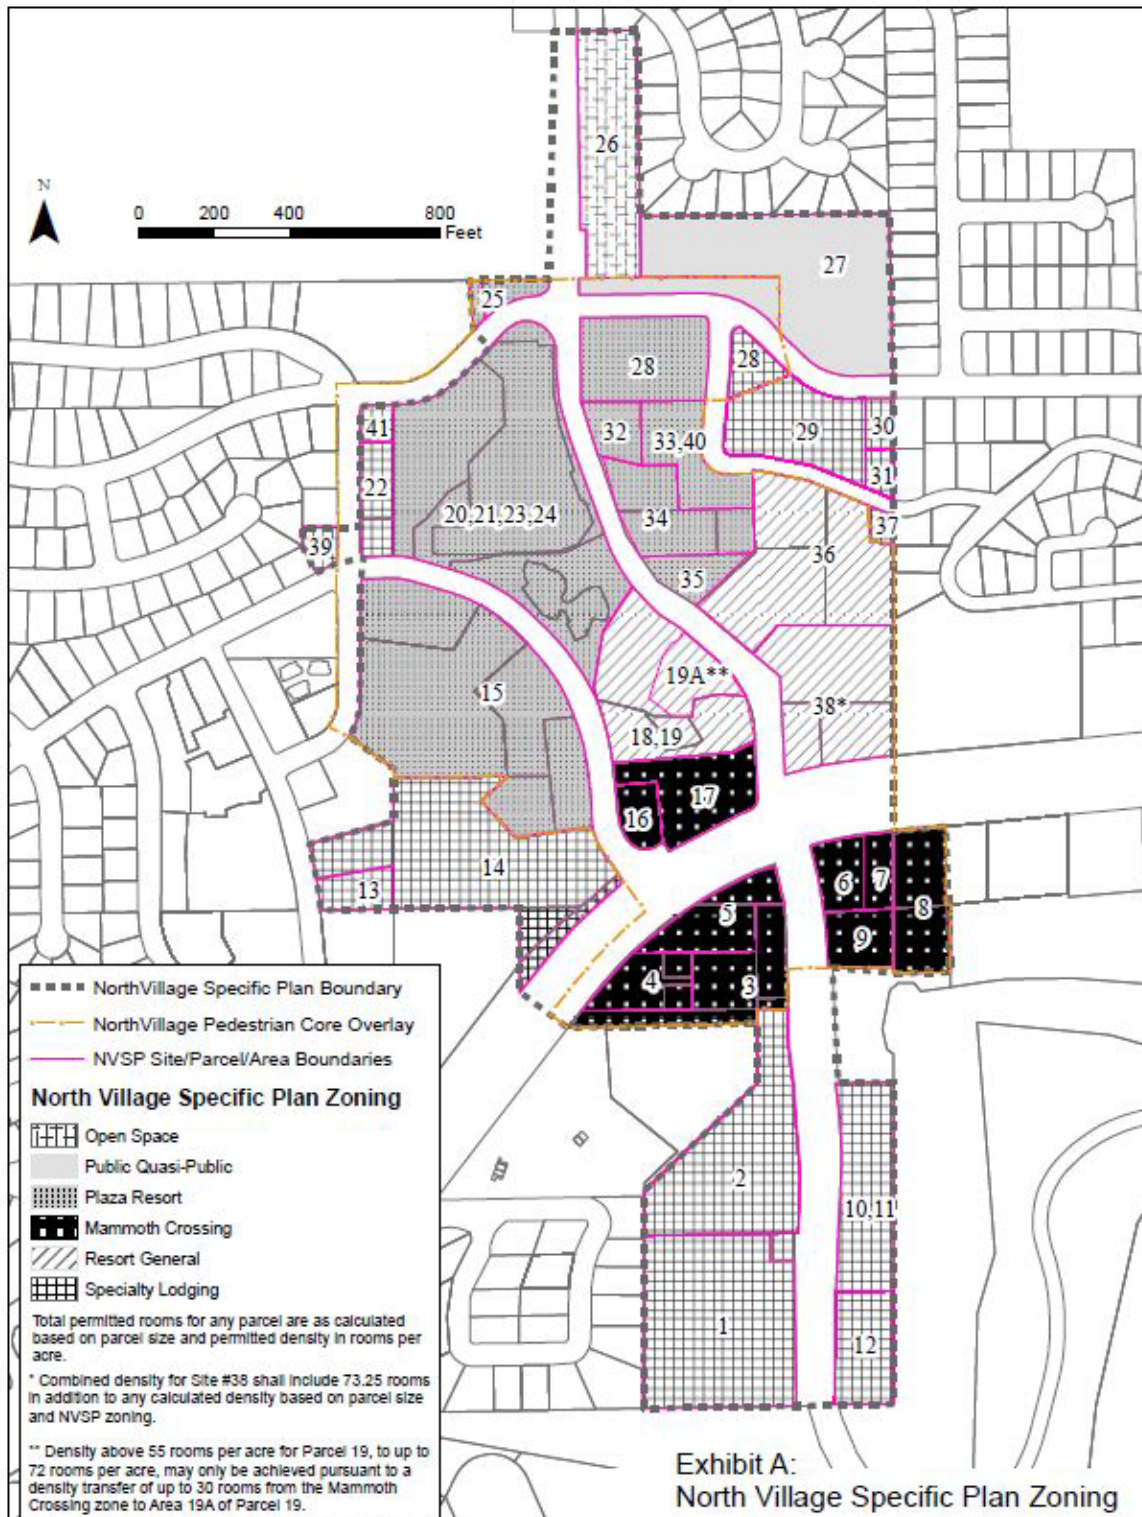 26
N
0 200 400 800
Feet
27
25
28
28
41
32
33,40
29
30
31
22
20,21,23,24
34
37
39
36
35
19A**
15
38*
18,19
17
16
14
13
6
7
8
5
9
4
3
2
10,11
1
12
NorthVillage Specific Plan Boundary
NorthVillage Pedestrian Core Overlay
NVSP Site/Parcel/Area Boundaries
North Village Specific Plan Zoning
Open Space
Public Quasi-Public
Plaza Resort
Mammoth Crossing
Resort General
Specialty Lodging
Total permitted rooms for any parcel are as calculated
based on parcel size and permitted density in rooms per
acre.
* Combined density for Site #38 shall include 73.25 rooms
in addition to any calculated density based on parcel size
and NVSP zoning.
** Density above 55 rooms per acre for Parcel 19, to up to
72 rooms per acre, may only be achieved pursuant to a
density transfer of up to 30 rooms from the Mammoth
Crossing zone to Area 19A of Parcel 19.
Exhibit A:
North Village Specific Plan Zoning